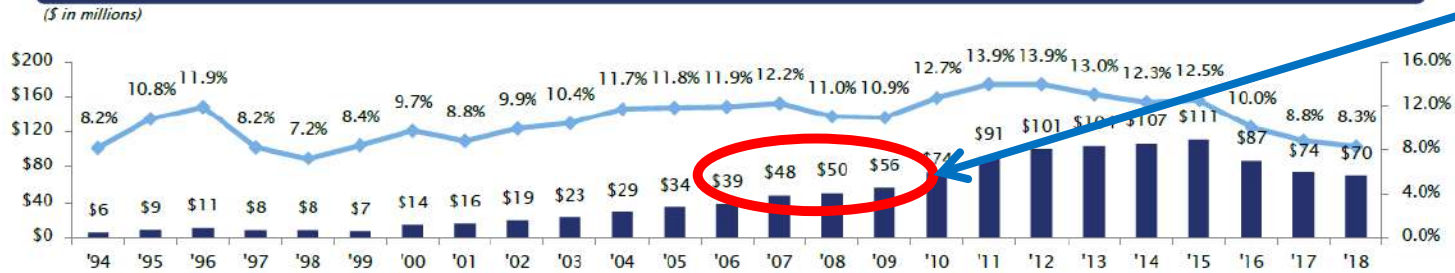 ($ in millions)
$200 16.0%
13.9% 13.9%
12.7% 13.0%
11.7% 11.8% 11.9% 12.2% 12.3% 12.5%
11.9% 11.0% 10.9%
10.8% 10.4% 10.0%
9.7% 9.9%
$160 8.2% 8.2% 8.4% 8.8% 8.8% 8.3% 12.0%
7.2%
$120 $101 $107 $111
$91 $87
$74 $74 $70 8.0%
$80 $39 $48 $50 $56
$29 $34 4.0%
$40 $6 $9 $11 $8 $8 $7 $14 $16 $19 $23
$0 0.0%
'94 '95 '96 '97 '98 '99 '00 '01 '02 '03 '04 '05 '06 '07 '08 '09 '10 '11 '12 '13 '14 '15 '16 '17 '18